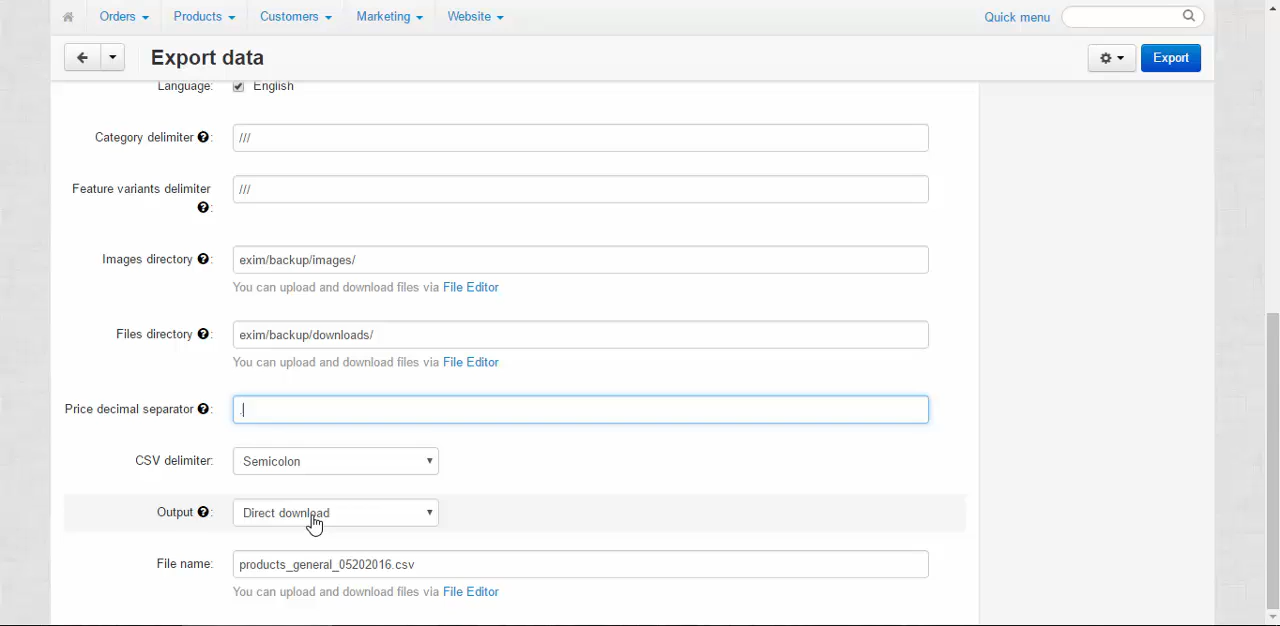 Orders Products Customers Marketing Website Quick menu
Export data Export
Language: English
Category delimiter ?: ///
Feature variants delimiter ///
?:
Images directory ?: exim/backup/images/
You can upload and download files via File Editor
Files directory ?: exim/backup/downloads/
You can upload and download files via File Editor
Price decimal separator ?: .
CSV delimiter: Semicolon
Output ?: Direct download
File name: products_general_05202016.csv
You can upload and download files via File Editor